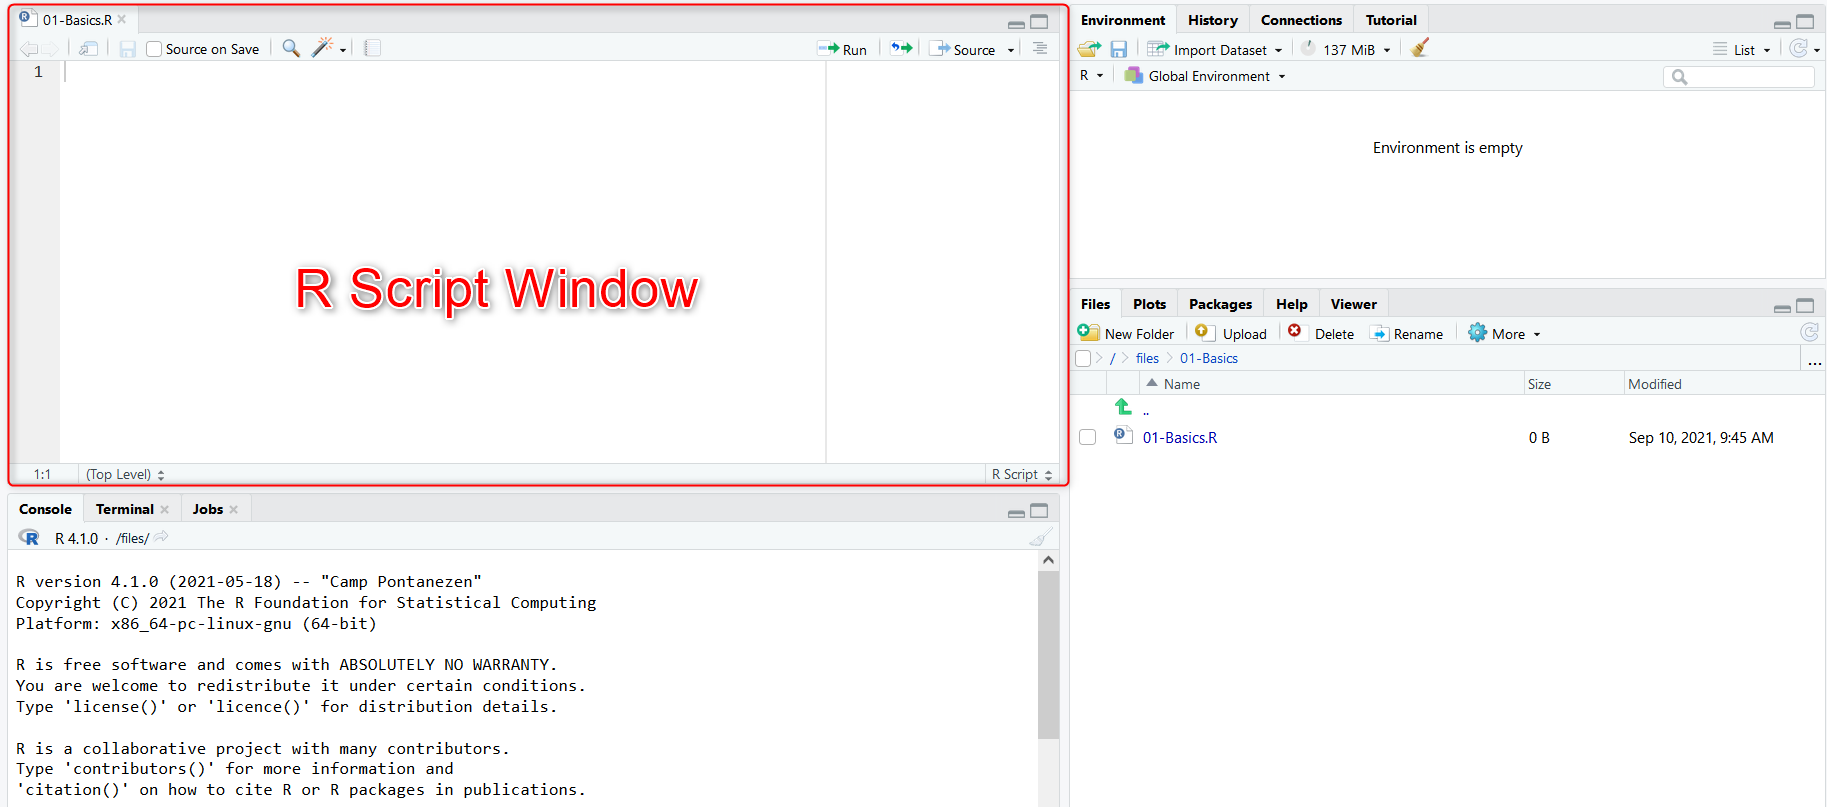 01-Basics.R
Source on Save
Run
Source
1
R Script Window
1:1
(Top Level)
R Script
Console
Terminal
Jobs
R 4.1.0 · /files/
R version 4.1.0 (2021-05-18) -- "Camp Pontanezen"
Copyright (C) 2021 The R Foundation for Statistical Computing
Platform: x86_64-pc-linux-gnu (64-bit)
R is free software and comes with ABSOLUTELY NO WARRANTY.
You are welcome to redistribute it under certain conditions.
Type 'license()' or 'licence()' for distribution details.
R is a collaborative project with many contributors.
Type 'contributors()' for more information and
'citation()' on how to cite R or R packages in publications.
Environment
History
Connections
Tutorial
Import Dataset
137 MiB
List
R
Global Environment
Environment is empty
Files
Plots
Packages
Help
Viewer
New Folder
Upload
Delete
Rename
More
/ files 01-Basics
...
Name
Size
Modified
..
01-Basics.R 0 B Sep 10, 2021, 9:45 AM